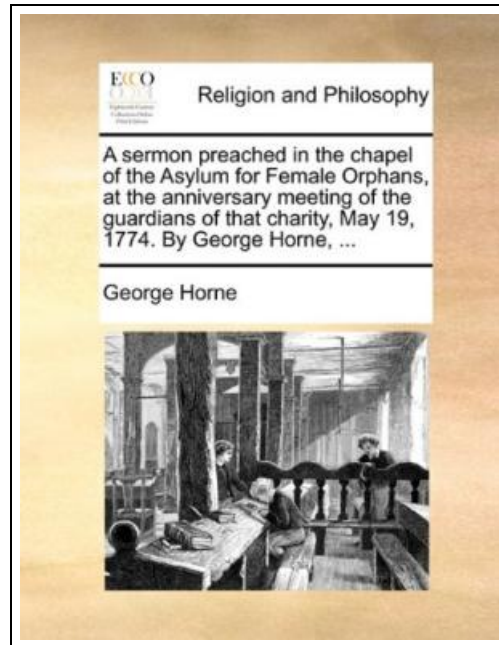 ECCO
Religion and Philosophy
A sermon preached in the chapel
of the Asylum for Female Orphans,
at the anniversary meeting of the
guardians of that charity, May 19,
1774. By George Horne, ...
George Horne